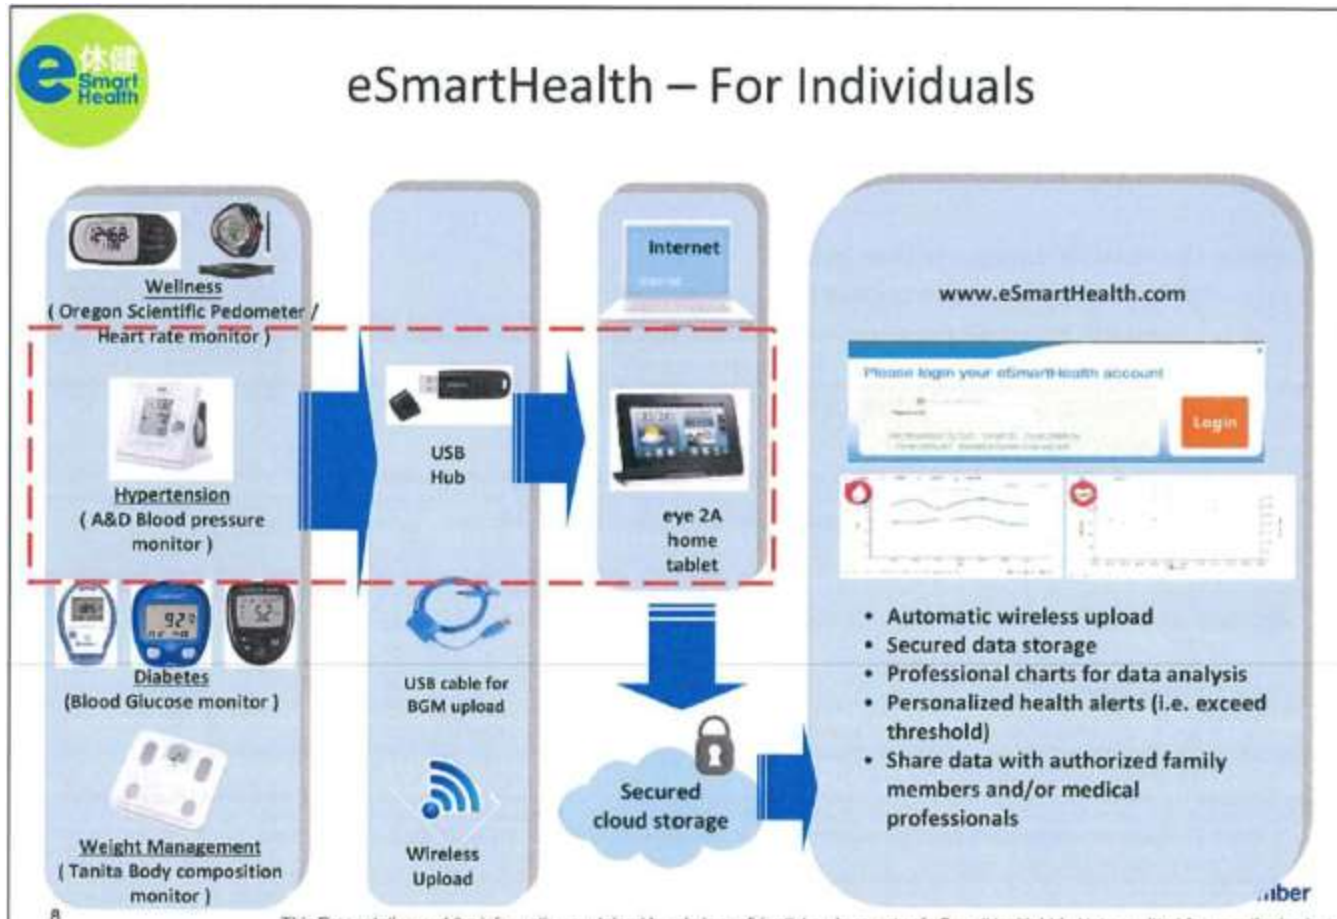 e休健
Smart
Health
eSmartHealth – For Individuals
Wellness
( Oregon Scientific Pedometer /
Heart rate monitor )
Hypertension
( A&D Blood pressure
monitor )
Diabetes
(Blood Glucose monitor )
Weight Management
( Tanita Body composition
monitor )
USB
Hub
USB cable for
BGM upload
Wireless
Upload
Internet
eye 2A
home
tablet
Secured
cloud storage
www.eSmartHealth.com
Please login your eSmartHealth account
Login
• Automatic wireless upload
• Secured data storage
• Professional charts for data analysis
• Personalized health alerts (i.e. exceed
threshold)
• Share data with authorized family
members and/or medical
professionals
mber
8